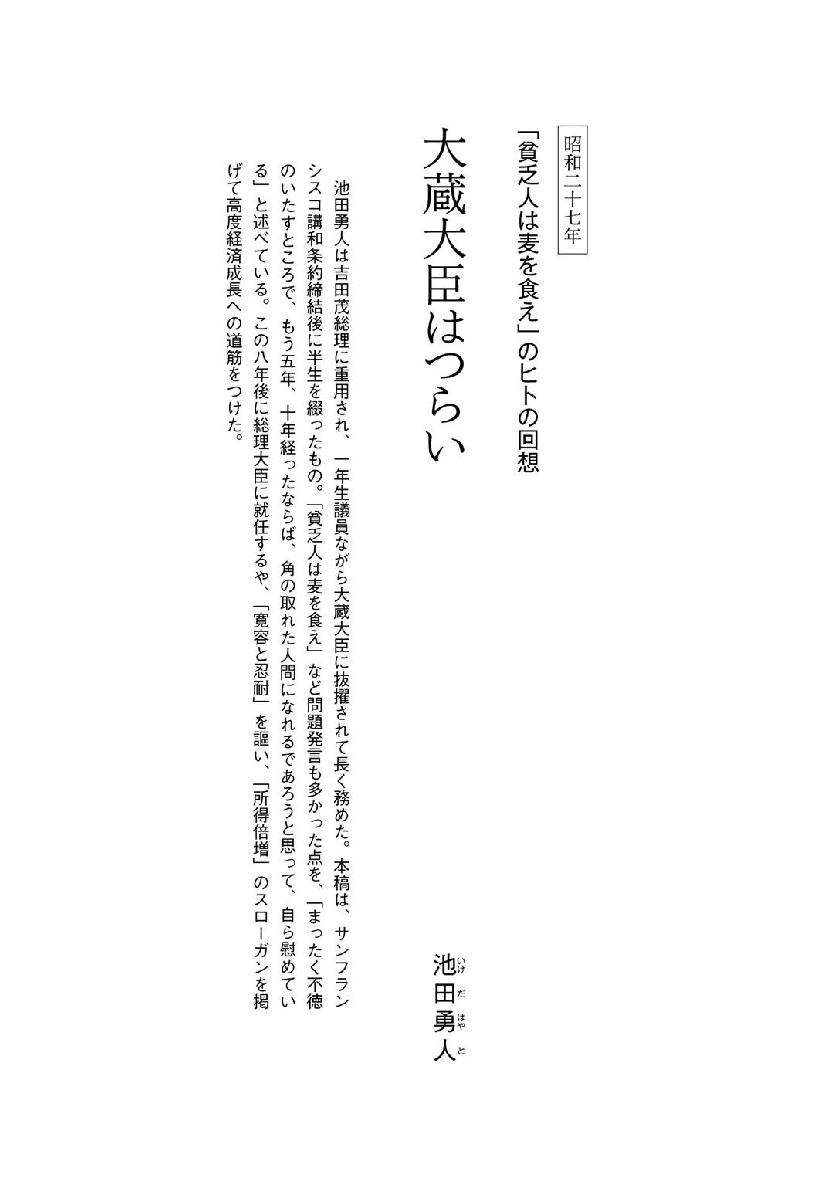 昭和二十七年
「貧乏人は麦を食え」のヒトの回想
大蔵大臣はつらい
池田勇人
いけだはやと
池田勇人は吉田茂総理に重用され、一年生議員ながら大蔵大臣に抜擢されて長く務めた。本稿は、サンフラン
シスコ講和条約締結後に半生を綴ったもの。「貧乏人は麦を食え」など問題発言も多かった点を、「まったく不徳
のいたすところで、もう五年、十年経ったならば、角の取れた人間になれるであろうと思って、自ら慰めてい
る」と述べている。この八年後に総理大臣に就任するや、「寛容と忍耐」を謳い、「所得倍増」のスローガンを掲
げて高度経済成長への道筋をつけた。